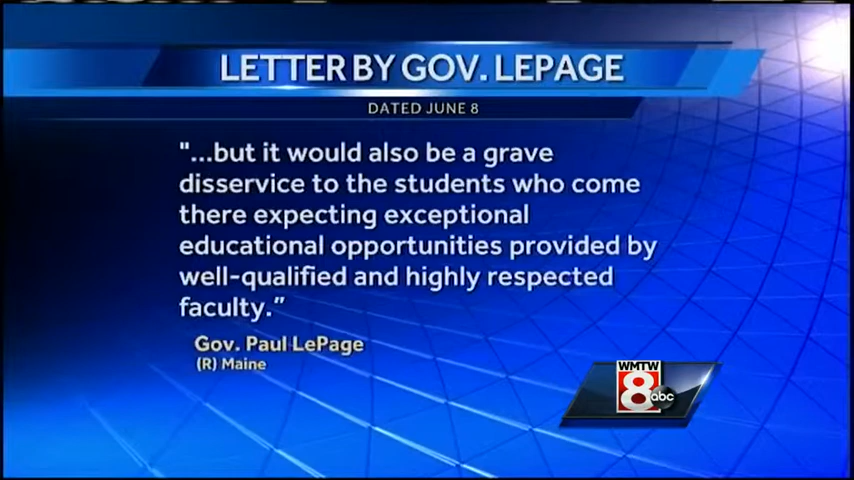 LETTER BY GOV. LEPAGE
DATED JUNE 8
"...but it would also be a grave
disservice to the students who come
there expecting exceptional
educational opportunities provided by
well-qualified and highly respected
faculty."
Gov. Paul LePage
(R) Maine
WMTW
8
abc